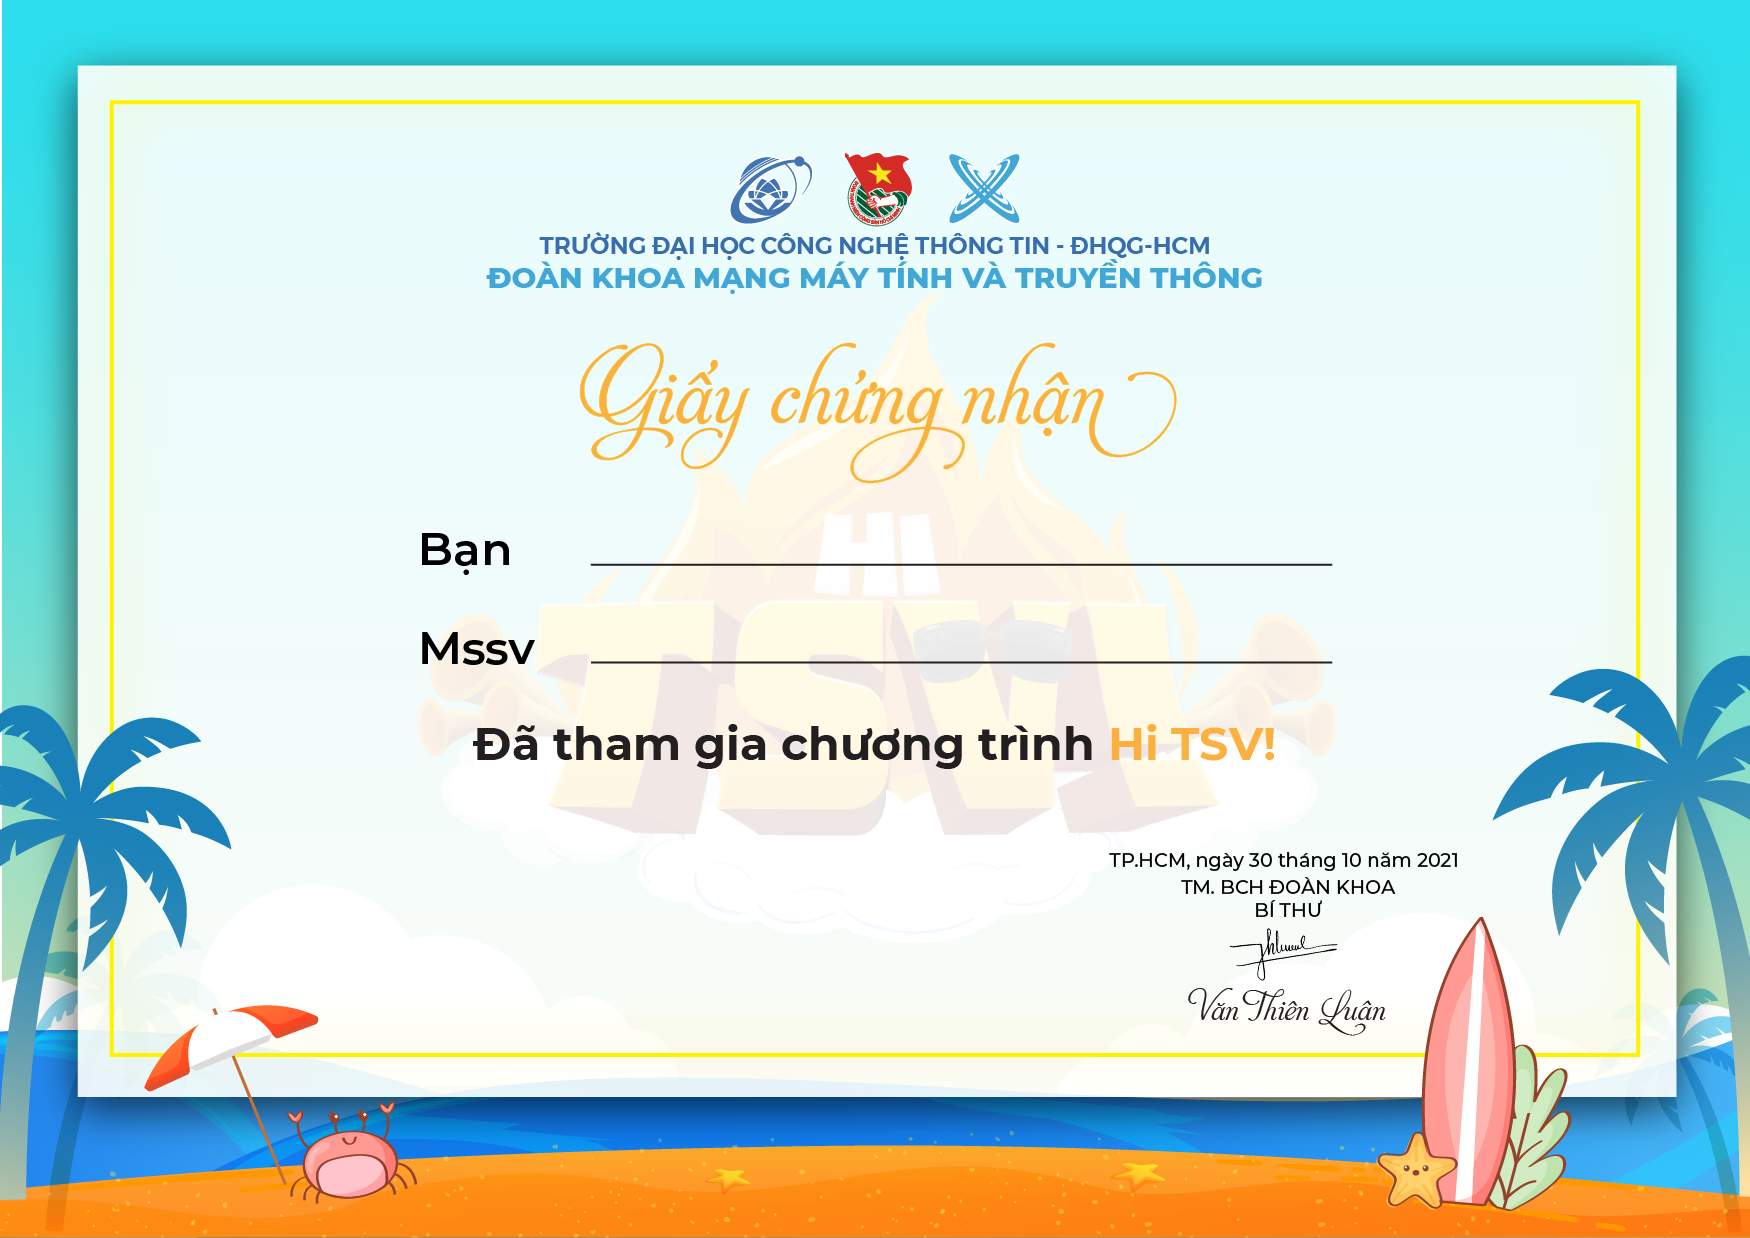 TRƯỜNG ĐẠI HỌC CÔNG NGHỆ THÔNG TIN - ĐHQG-HCM
ĐOÀN KHOA MẠNG MÁY TÍNH VÀ TRUYỀN THÔNG
Giấy chứng nhận
HI
Bạn
Mssv
TSV!
Đã tham gia chương trình Hi TSV!
TP.HCM, ngày 30 tháng 10 năm 2021
TM. BCH ĐOÀN KHOA
BÍ THƯ
Văn Thiên Luân